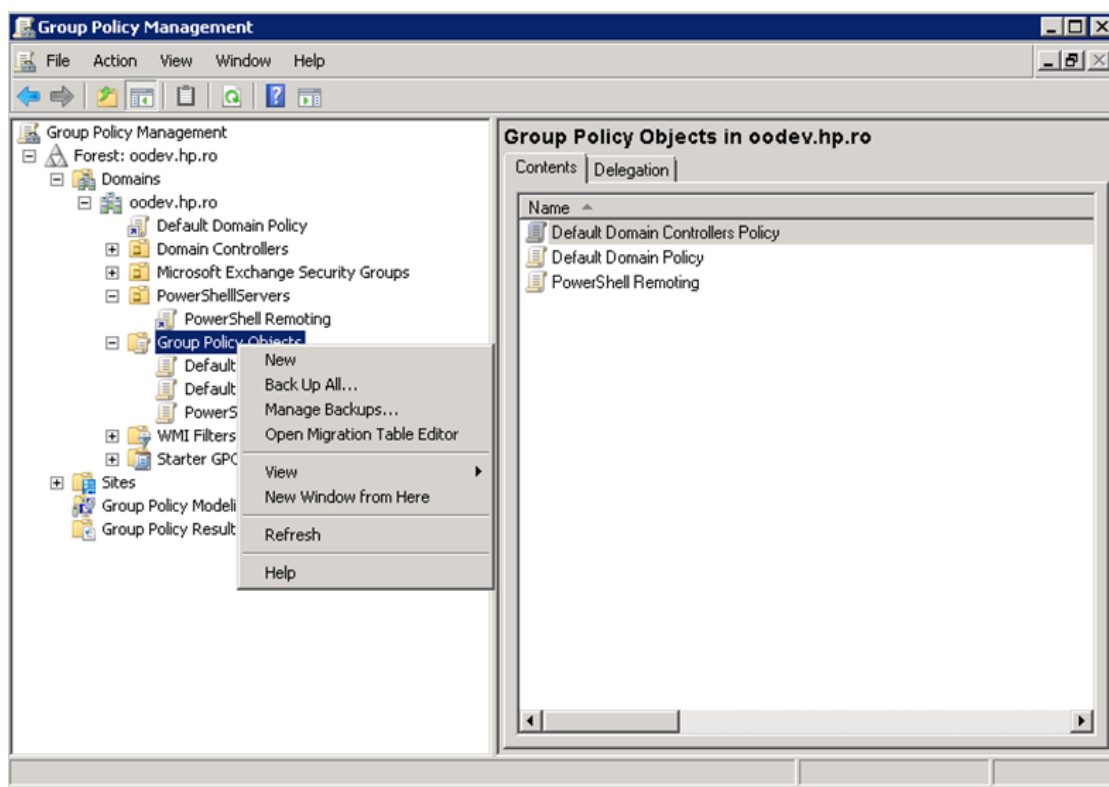 Group Policy Management
File Action View Window Help
Group Policy Management
Forest: oodev.hp.ro
Domains
oodev.hp.ro
Default Domain Policy
Domain Controllers
Microsoft Exchange Security Groups
PowerShellServers
PowerShell Remoting
Group Policy Objects
Default
Default
PowerS
WMI Filters
Starter GPO
Sites
Group Policy Modeli
Group Policy Result
New
Back Up All...
Manage Backups...
Open Migration Table Editor
View
New Window from Here
Refresh
Help
Group Policy Objects in oodev.hp.ro
Contents Delegation
Name
Default Domain Controllers Policy
Default Domain Policy
PowerShell Remoting